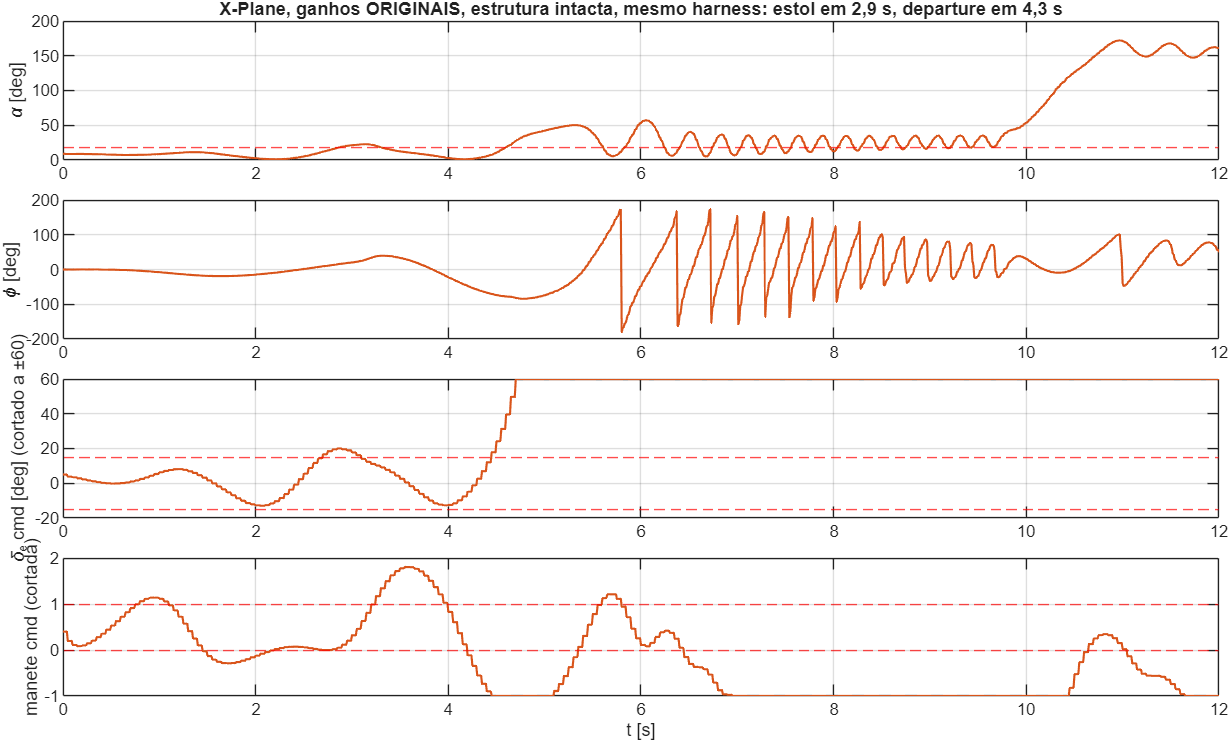 X-Plane, ganhos ORIGINAIS, estrutura intacta, mesmo harness: estol em 2,9 s, departure em 4,3 s
α [deg]
200
150
100
50
0
0 2 4 6 8 10 12
ϕ [deg]
200
100
0
-100
-200
0 2 4 6 8 10 12
δe cmd [deg] (cortado a ±60)
60
40
20
0
-20
0 2 4 6 8 10 12
manete cmd (cortada)
2
1
0
-1
0 2 4 6 8 10 12
t [s]